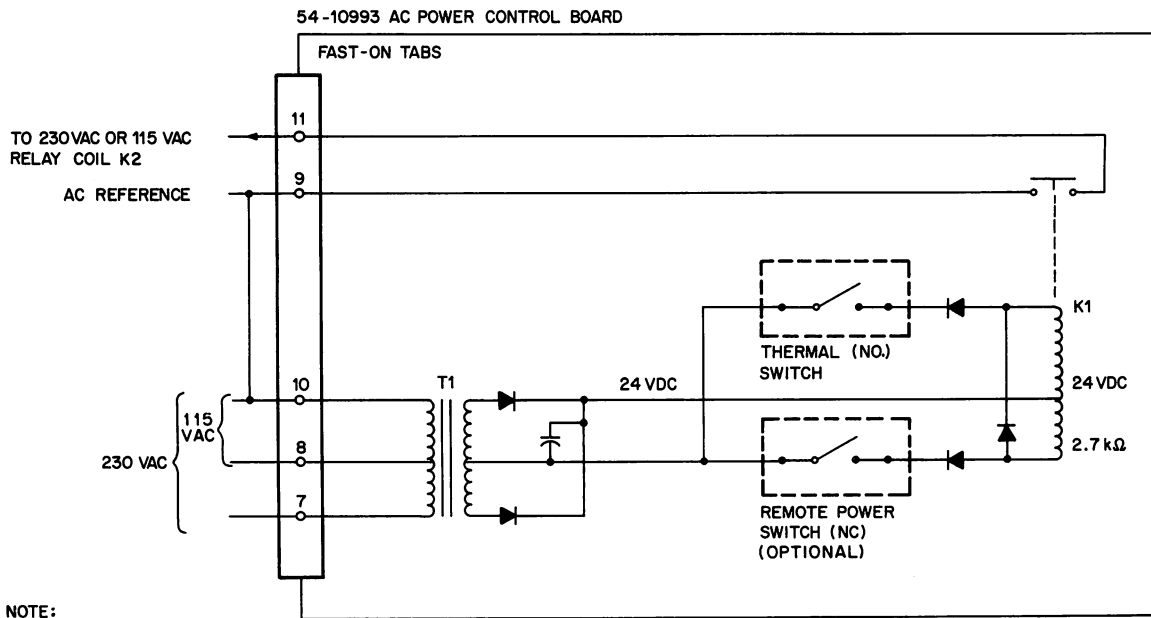 54-10993 AC POWER CONTROL BOARD
FAST-ON TABS
11
TO 230VAC OR 115 VAC
RELAY COIL K2
9
AC REFERENCE
K1
THERMAL (NO.)
SWITCH
10
T1
24 VDC
24 VDC
115
VAC
8
230 VAC
2.7 kΩ
7
REMOTE POWER
SWITCH (NC)
(OPTIONAL)
NOTE: